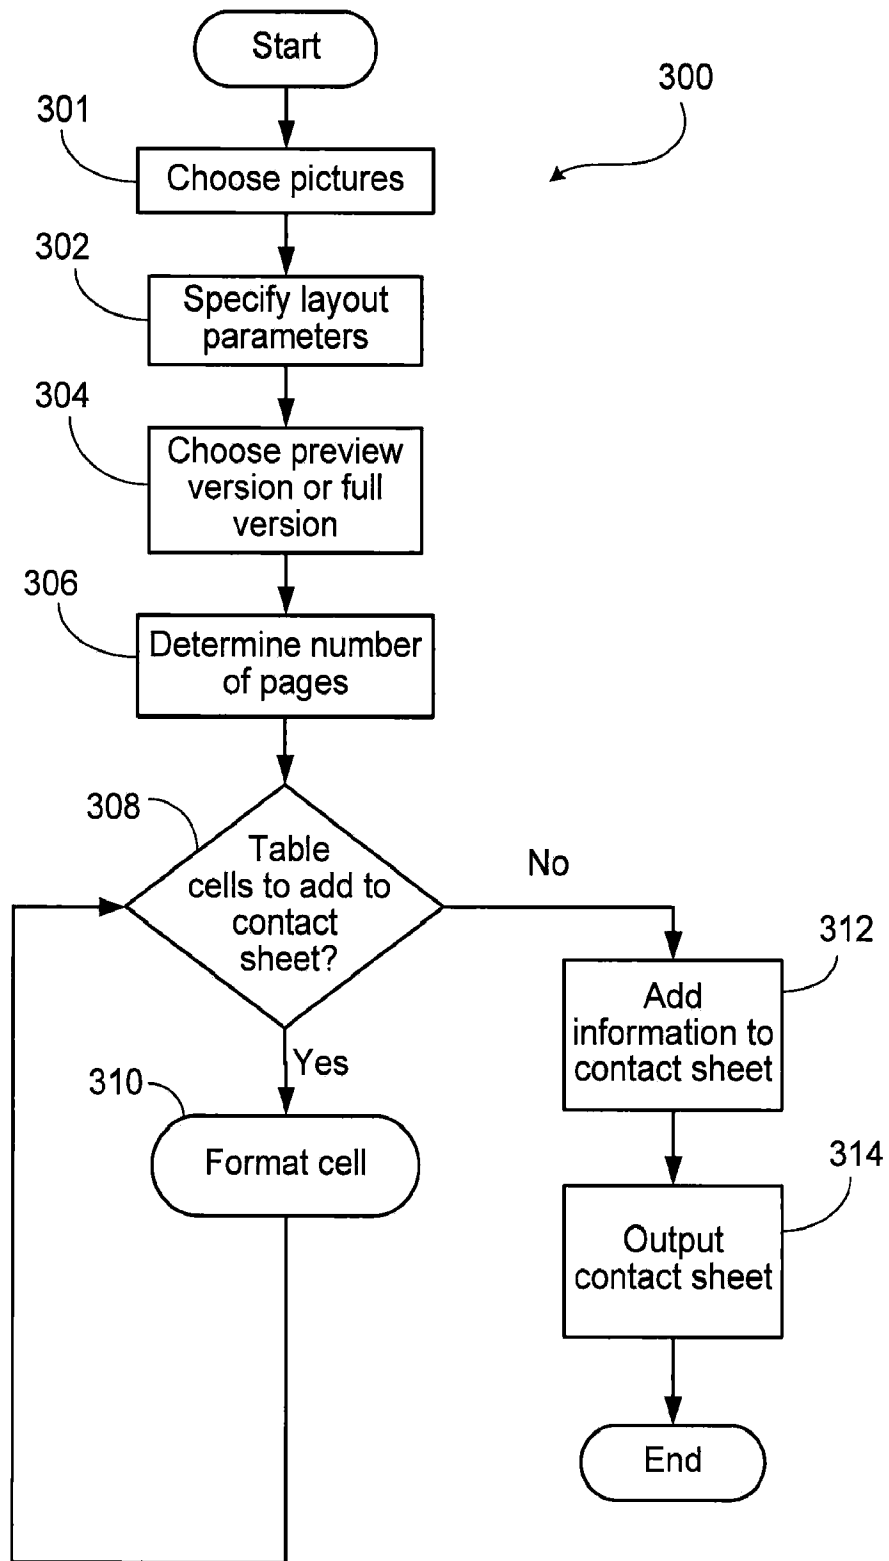 Start
300
301
Choose pictures
302
Specify layout
parameters
304
Choose preview
version or full
version
306
Determine number
of pages
308
Table
cells to add to
contact
sheet?
No
Yes
310
Format cell
312
Add
information to
contact sheet
314
Output
contact sheet
End